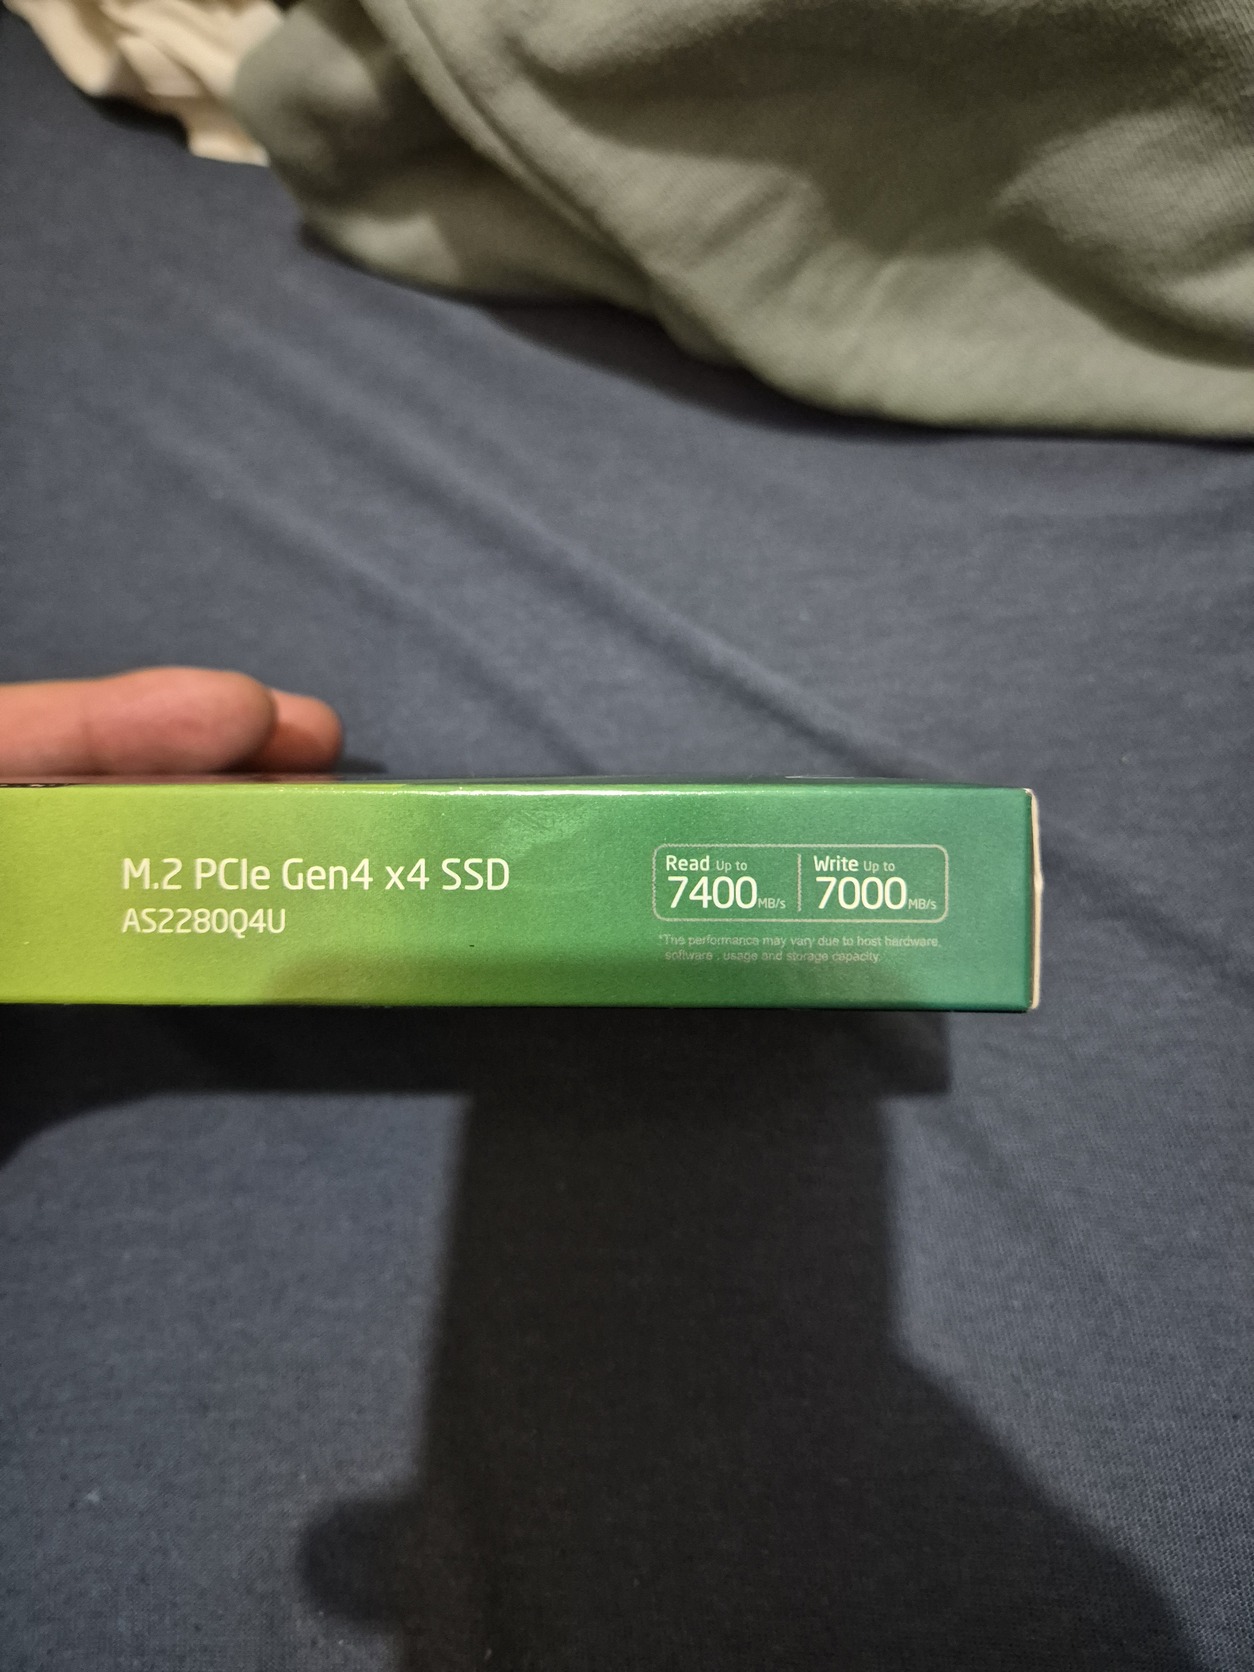 M.2 PCIe Gen4 x4 SSD
AS2280Q4U
Read Up to
7400MB/s
Write Up to
7000MB/s
*The performance may vary due to host hardware,
software , usage and storage capacity.